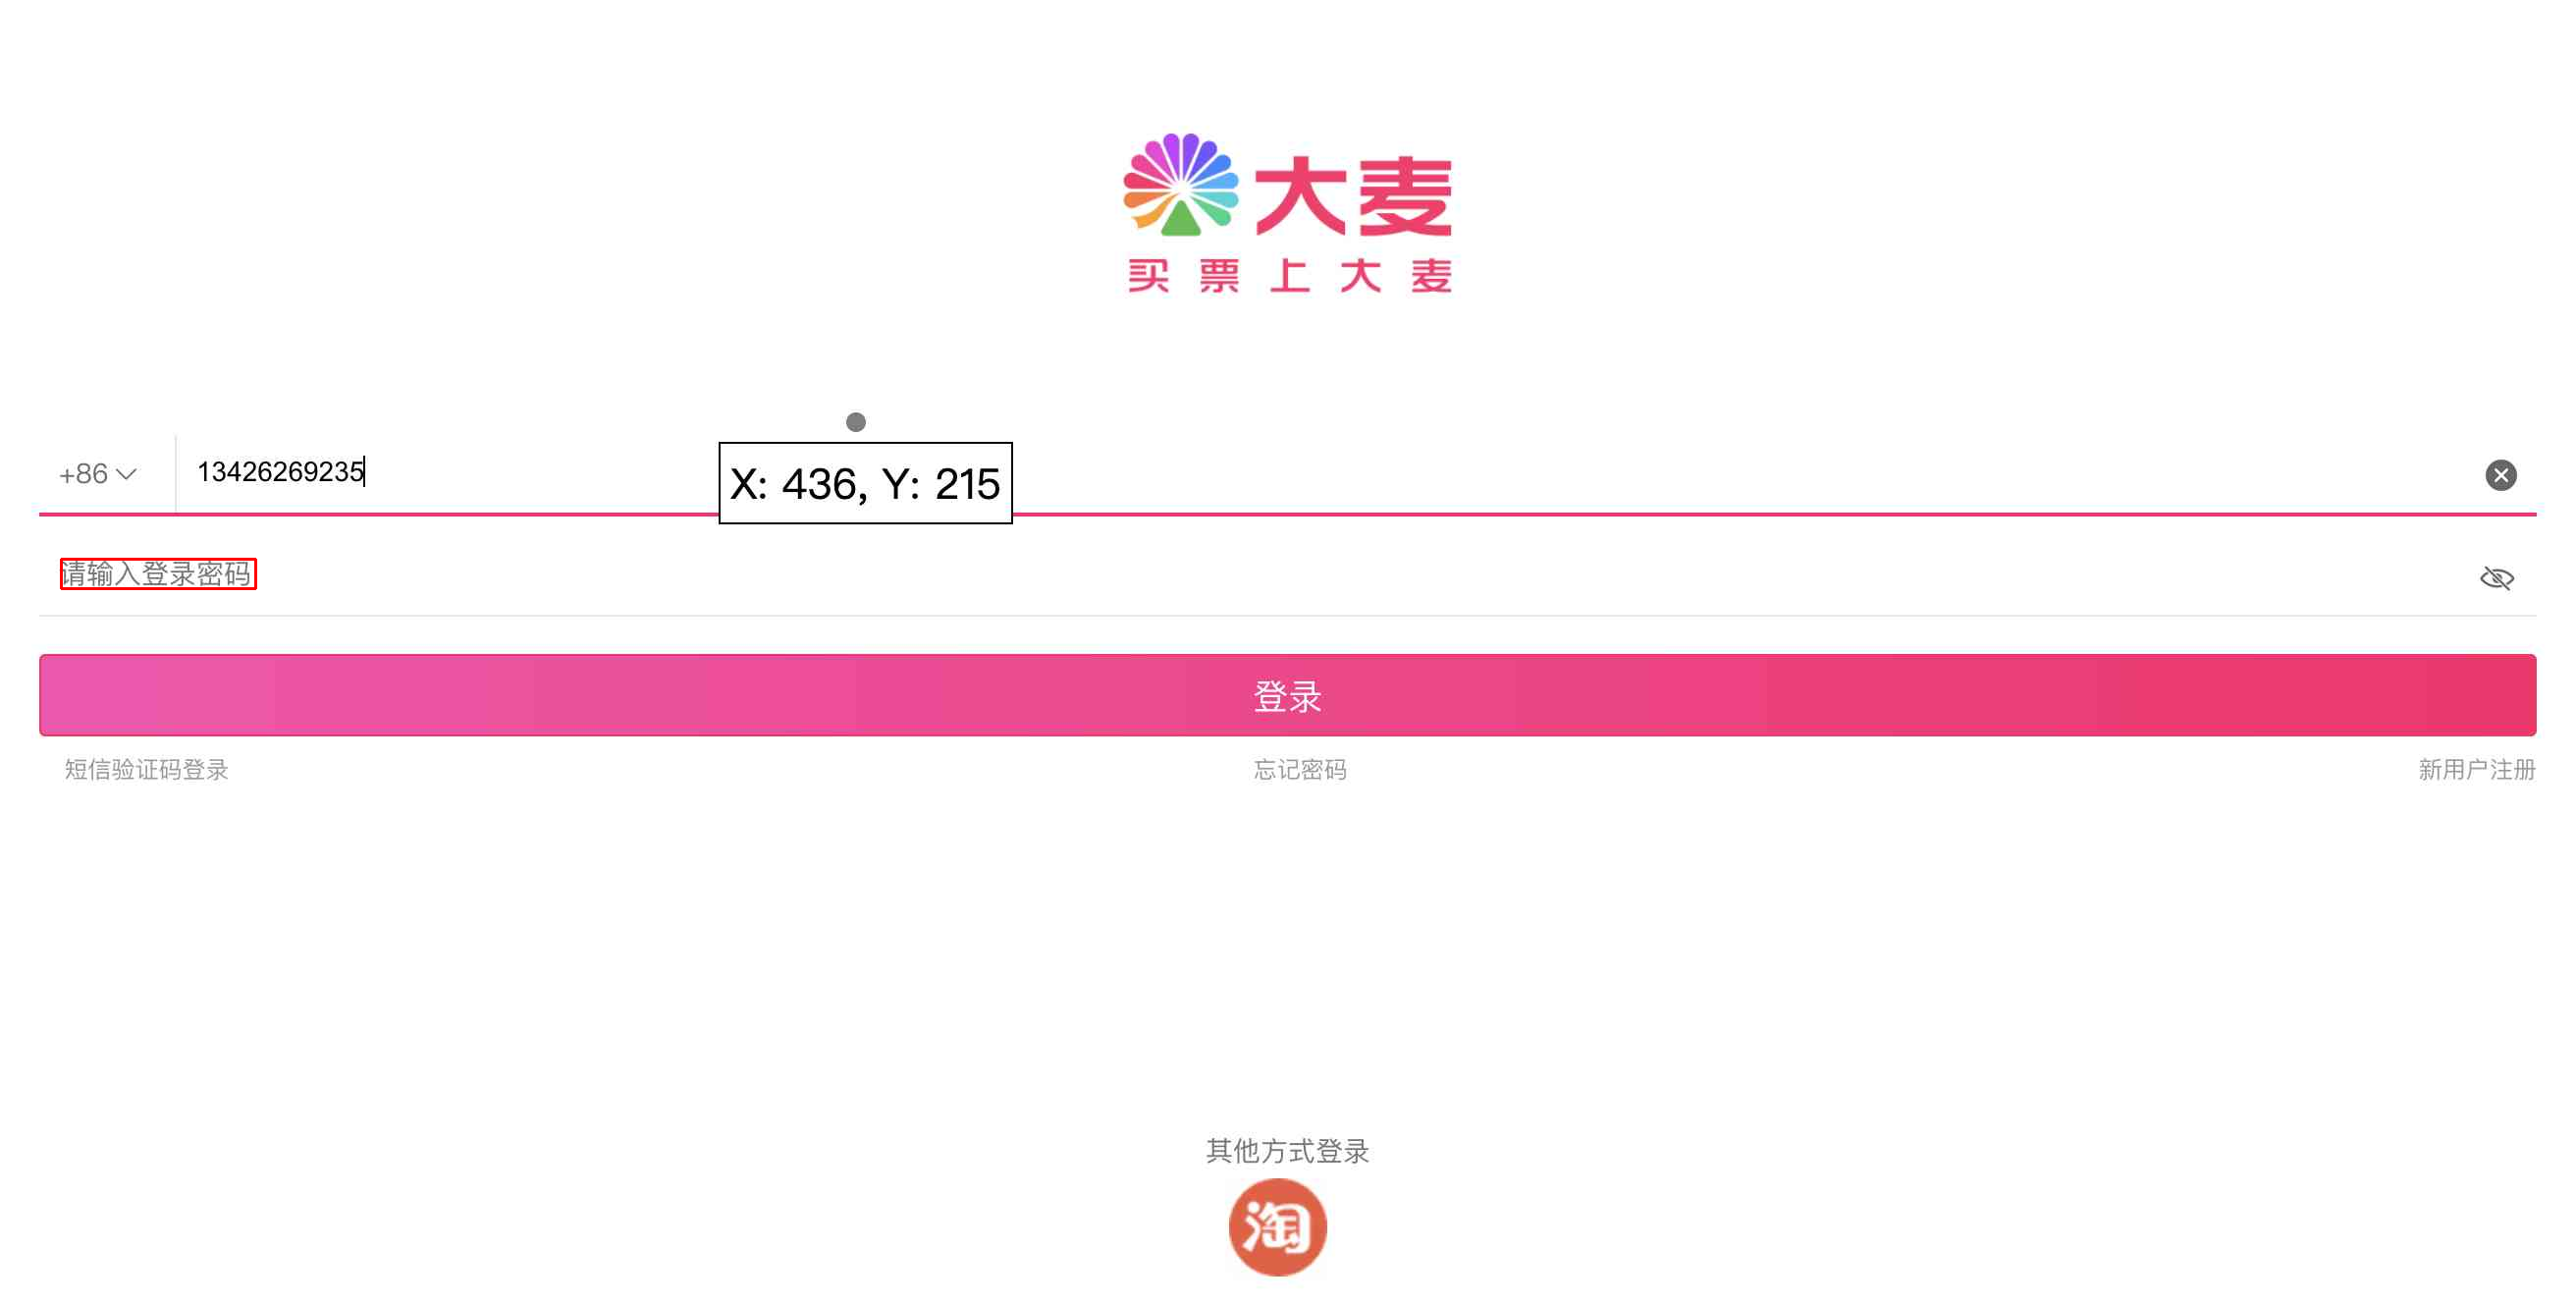 大麦
买票上大麦
+86 13426269235
X: 436, Y: 215
请输入登录密码
登录
短信验证码登录 忘记密码 新用户注册
其他方式登录
淘